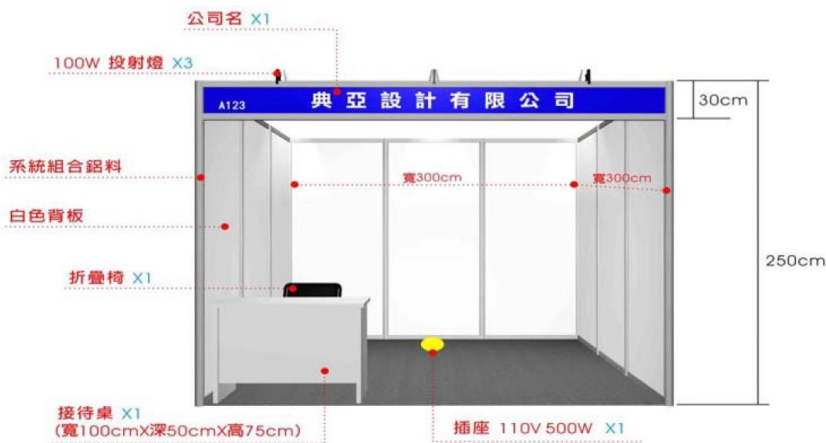 公司名 X1
100W 投射燈 X3
A123 典亞設計有限公司
30cm
系統組合鋁料
寬300cm 寬300cm
白色背板
250cm
折疊椅 X1
接待桌 X1
(寬100cmX深50cmX高75cm)
插座 110V 500W X1